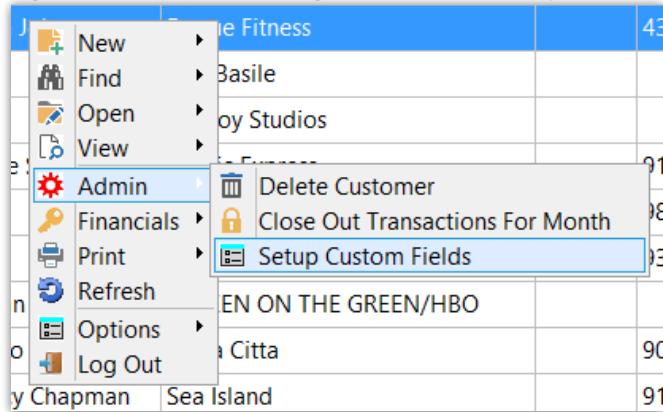 Fitness
43
New
Find
Basile
Open
oy Studios
View
91
Admin
Delete Customer
98
Financials
Close Out Transactions For Month
Print
Setup Custom Fields
93
n
Refresh
EN ON THE GREEN/HBO
Options
o
Citta
90
Log Out
y Chapman
Sea Island
91